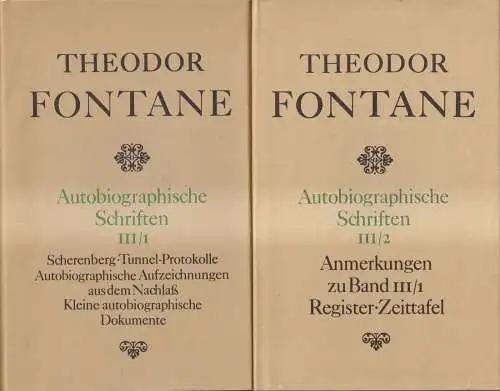 THEODOR
FONTANE
Autobiographische
Schriften
III/1
Scherenberg·Tunnel-Protokolle
Autobiographische Aufzeichnungen
aus dem Nachlaß
Kleine autobiographische
Dokumente
THEODOR
FONTANE
Autobiographische
Schriften
III/2
Anmerkungen
zu Band III/1
Register·Zeittafel